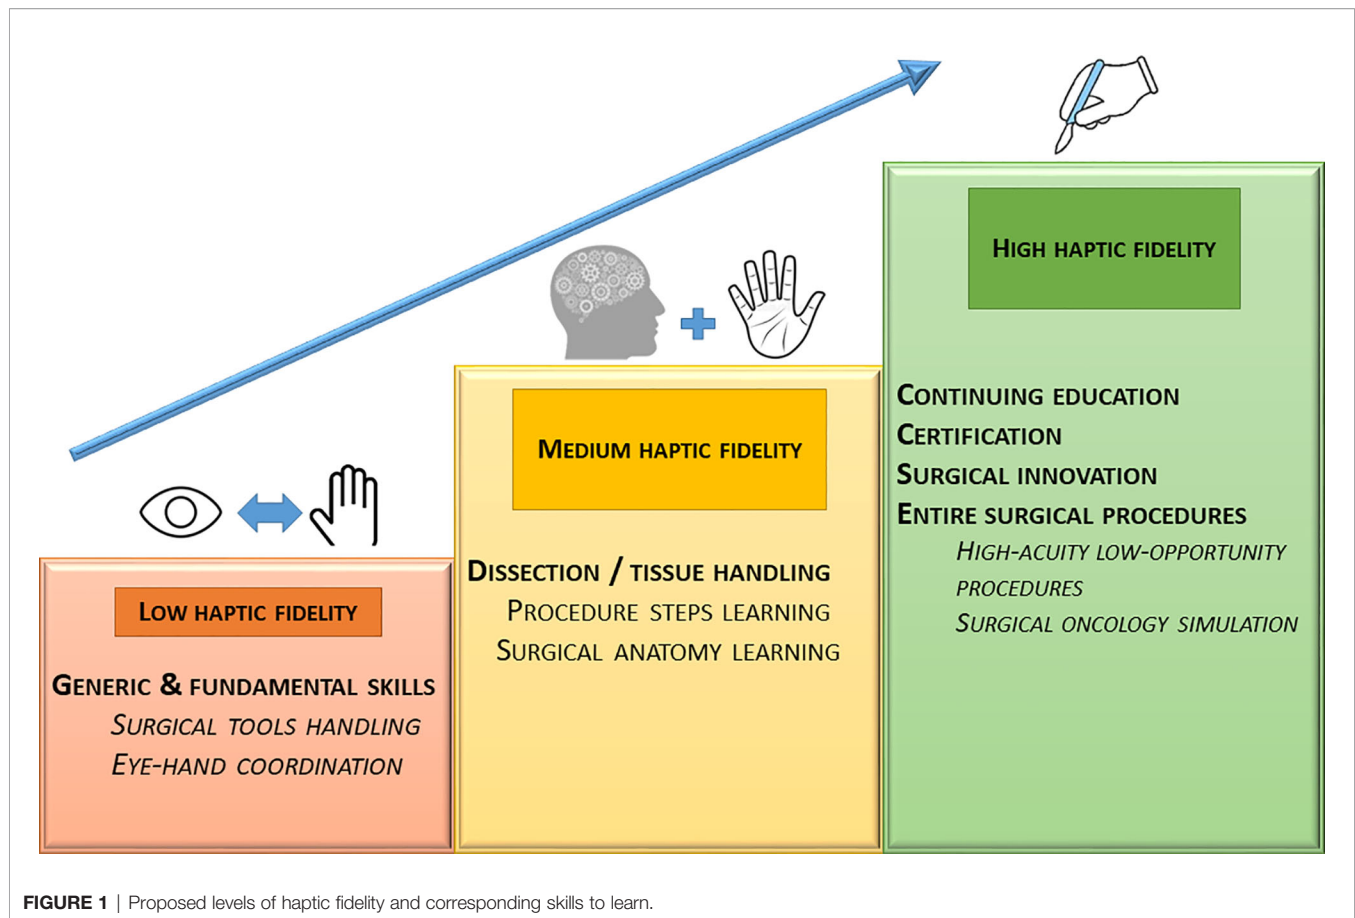 HIGH HAPTIC FIDELITY
CONTINUING EDUCATION
CERTIFICATION
SURGICAL INNOVATION
ENTIRE SURGICAL PROCEDURES
HIGH-ACUITY LOW-OPPORTUNITY
PROCEDURES
SURGICAL ONCOLOGY SIMULATION
MEDIUM HAPTIC FIDELITY
DISSECTION / TISSUE HANDLING
PROCEDURE STEPS LEARNING
SURGICAL ANATOMY LEARNING
LOW HAPTIC FIDELITY
GENERIC & FUNDAMENTAL SKILLS
SURGICAL TOOLS HANDLING
EYE-HAND COORDINATION
FIGURE 1 | Proposed levels of haptic fidelity and corresponding skills to learn.